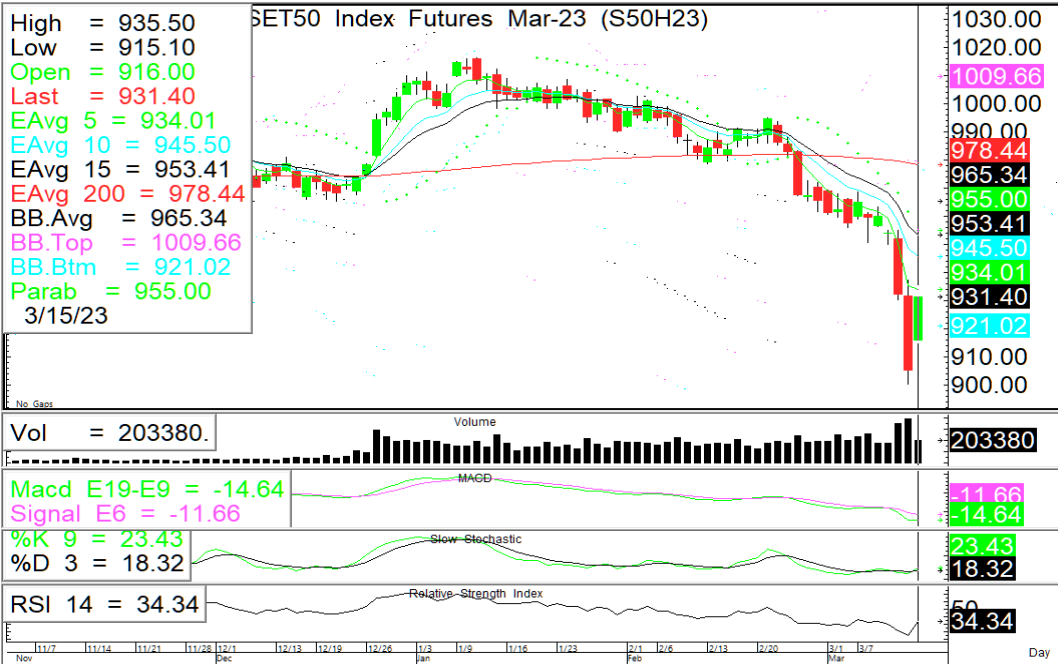 SET50 Index Futures Mar-23 (S50H23)
High = 935.50
Low = 915.10
Open = 916.00
Last = 931.40
EAvg 5 = 934.01
EAvg 10 = 945.50
EAvg 15 = 953.41
EAvg 200 = 978.44
BB.Avg = 965.34
BB.Top = 1009.66
BB.Btm = 921.02
Parab = 955.00
3/15/23
1030.00
1020.00
1009.66
1000.00
990.00
978.44
965.34
955.00
953.41
945.50
934.01
931.40
921.02
910.00
900.00
No Gaps
Vol = 203380.
Volume
203380
Macd E19-E9 = -14.64
Signal E6 = -11.66
MACD
-11.66
-14.64
%K 9 = 23.43
%D 3 = 18.32
Slow Stochastic
23.43
18.32
RSI 14 = 34.34
Relative Strength Index
50
34.34
11/7 11/14 11/21 11/28 12/1 12/13 12/19 12/26 1/3 1/9 1/16 1/23 2/1 2/6 2/13 2/20 3/1 3/7
Nov Dec Jan Feb Mar
Day